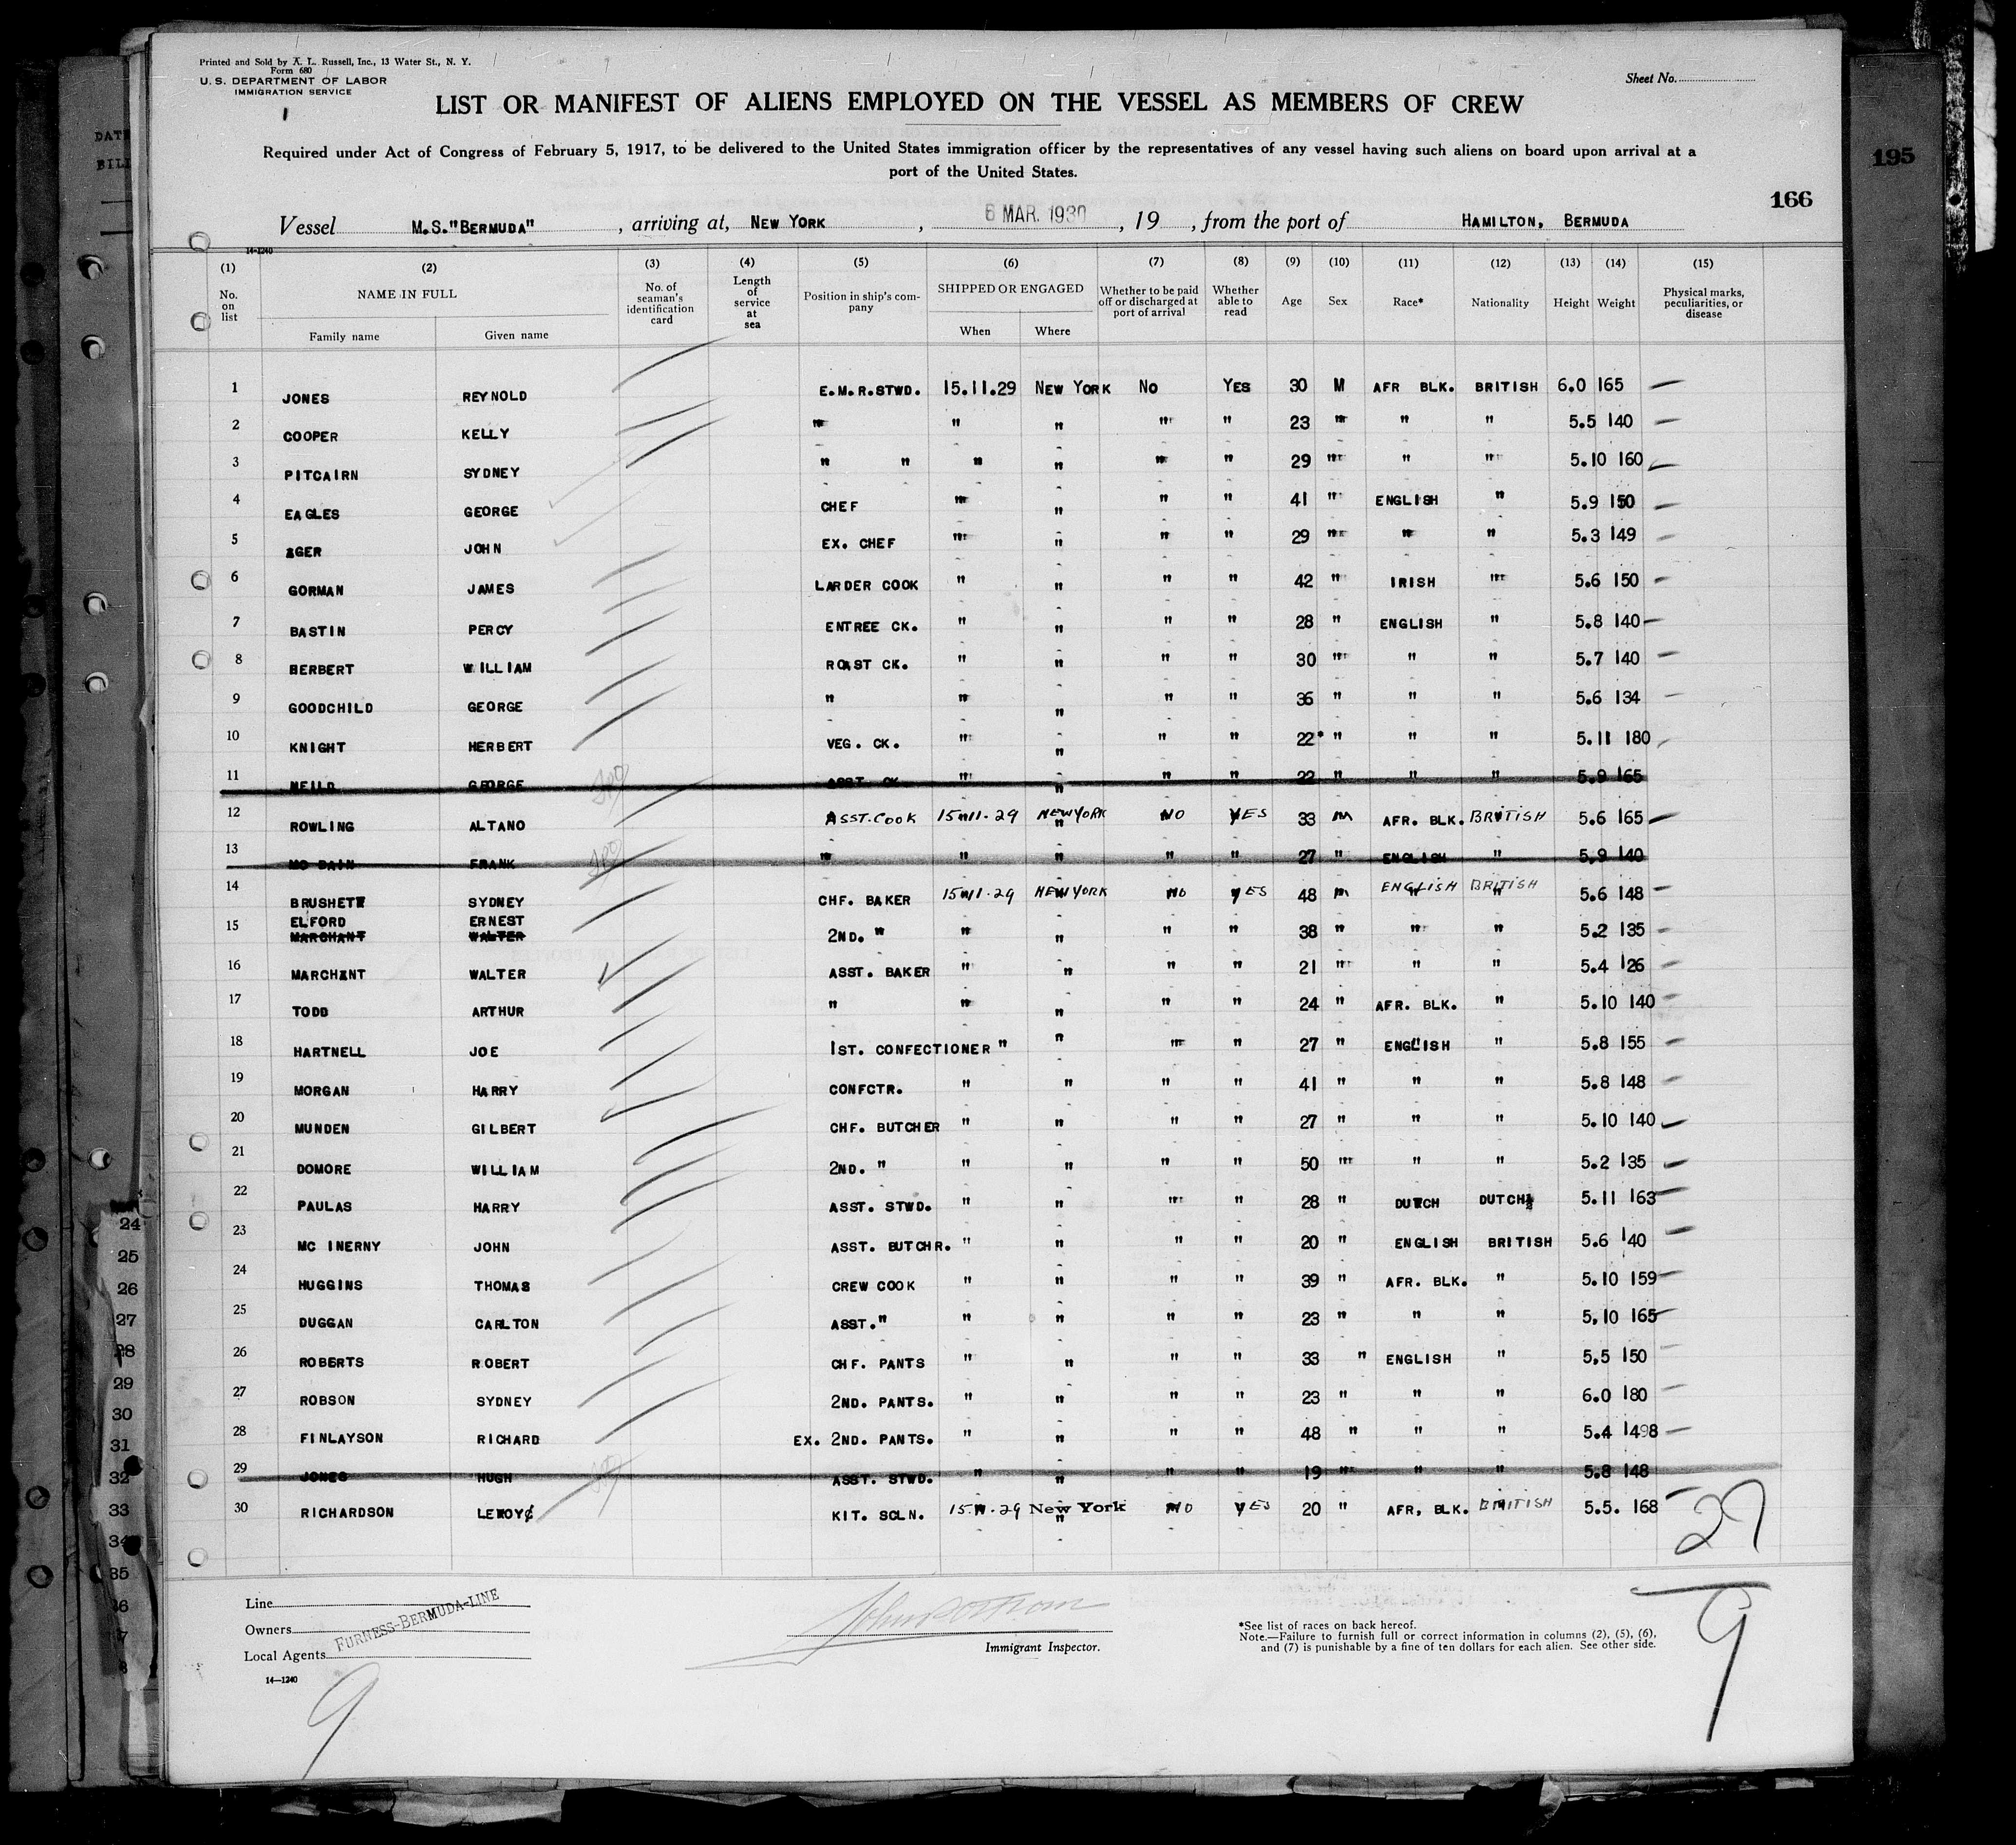 Printed and Sold by A. L. Russell, Inc., 13 Water St., N. Y.
Form 680
U. S. DEPARTMENT OF LABOR
IMMIGRATION SERVICE
Sheet No.
LIST OR MANIFEST OF ALIENS EMPLOYED ON THE VESSEL AS MEMBERS OF CREW
Required under Act of Congress of February 5, 1917, to be delivered to the United States immigration officer by the representatives of any vessel having such aliens on board upon arrival at a
port of the United States.
195
166
Vessel M.S."BERMUDA", arriving at, NEW YORK, 6 MAR. 1930, 19, from the port of HAMILTON, BERMUDA
14-1240
(1) (2) (3) (4) (5) (6) (7) (8) (9) (10) (11) (12) (13) (14) (15)
No. on list NAME IN FULL Family name Given name No. of seaman's identification card Length of service at sea Position in ship's company SHIPPED OR ENGAGED When Where Whether to be paid off or discharged at port of arrival Whether able to read Age Sex Race* Nationality Height Weight Physical marks, peculiarities, or disease
1 JONES REYNOLD E.M.R.STWD. 15.11.29 NEW YORK NO YES 30 M AFR BLK. BRITISH 6.0 165
2 COOPER KELLY " " " " " 23 " " " 5.5 140
3 PITCAIRN SYDNEY " " " " " " 29 " " " 5.10 160
4 EAGLES GEORGE CHEF " " " " 41 " ENGLISH " 5.9 150
5 AGER JOHN EX. CHEF " " " " 29 " " " 5.3 149
6 GORMAN JAMES LARDER COOK " " " " 42 " IRISH " 5.6 150
7 BASTIN PERCY ENTREE CK. " " " " 28 " ENGLISH " 5.8 140
8 BERBERT WILLIAM ROAST CK. " " " " 30 " " " 5.7 140
9 GOODCHILD GEORGE " " " " " 36 " " " 5.6 134
10 KNIGHT HERBERT VEG. CK. " " " " 22 " " " 5.11 180
11 NEILD GEORGE ASST CK " " " " 22 " " " 5.9 165
12 ROWLING ALTANO ASST. COOK 15-11-29 NEW YORK NO YES 33 M AFR. BLK. BRITISH 5.6 165
13 MC BAIN FRANK " " " " " 27 " ENGLISH " 5.9 140
14 BRUSHETT SYDNEY CHF. BAKER 15-11-29 NEW YORK NO YES 48 M ENGLISH BRITISH 5.6 148
15 ELFORD ERNEST
MARCHANT WALTER 2ND. " " " " " 38 " " " 5.2 135
16 MARCHANT WALTER ASST. BAKER " " " " 21 " " " 5.4 126
17 TODD ARTHUR " " " " " 24 " AFR. BLK. " 5.10 140
18 HARTNELL JOE 1ST. CONFECTIONER " " " " 27 " ENGLISH " 5.8 155
19 MORGAN HARRY CONFCTR. " " " " 41 " " " 5.8 148
20 MUNDEN GILBERT CHF. BUTCHER " " " " 27 " " " 5.10 140
21 DOMORE WILLIAM 2ND. " " " " " 50 " " " 5.2 135
22 PAULAS HARRY ASST. STWD. " " " " 28 " DUTCH DUTCH 5.11 163
23 MC INERNY JOHN ASST. BUTCHR. " " " " 20 " ENGLISH BRITISH 5.6 140
24 HUGGINS THOMAS CREW COOK " " " " 39 " AFR. BLK. " 5.10 159
25 DUGGAN CARLTON ASST." " " " " 23 " " " 5,10 165
26 ROBERTS ROBERT CHF. PANTS " " " " 33 " ENGLISH " 5,5 150
27 ROBSON SYDNEY 2ND. PANTS. " " " " 23 " " " 6.0 180
28 FINLAYSON RICHARD EX. 2ND. PANTS. " " " " 48 " " " 5.4 1498
29 JONES HUGH ASST. STWD. " " " " 19 " " " 5.8 148
30 RICHARDSON LEROY KIT. SCLN. 15.11.29 New York NO YES 20 " AFR, BLK. BRITISH 5.5. 168
27
9
Line
Owners FURNESS-BERMUDA-LINE
Local Agents
14-1240
Immigrant Inspector.
*See list of races on back hereof.
Note.—Failure to furnish full or correct information in columns (2), (5), (6),
and (7) is punishable by a fine of ten dollars for each alien. See other side.
9
24
25
26
27
28
29
30
31
32
33
34
35